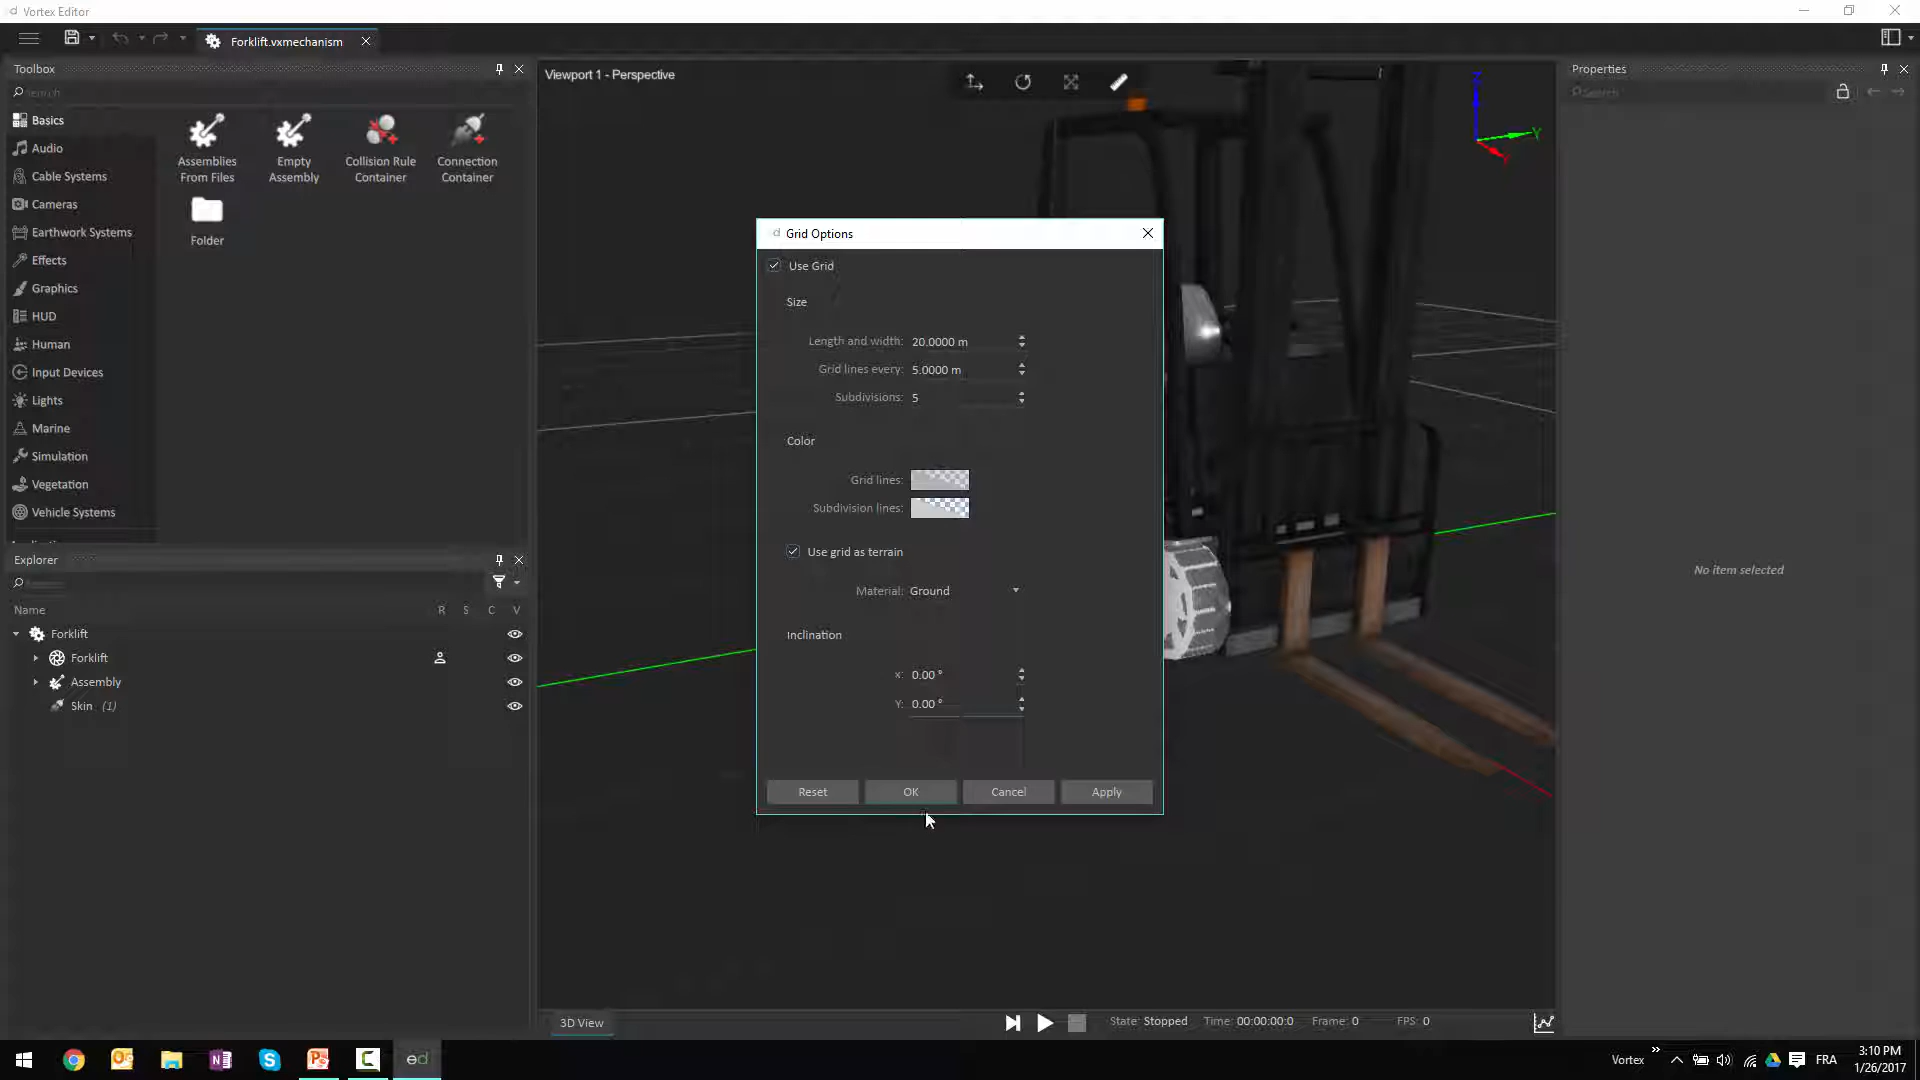 Vortex Editor
Forklift.vxmechanism
Toolbox
Search
Basics
Audio
Cable Systems
Cameras
Earthwork Systems
Effects
Graphics
HUD
Human
Input Devices
Lights
Marine
Simulation
Vegetation
Vehicle Systems
Assemblies From Files
Empty Assembly
Collision Rule Container
Connection Container
Folder
Explorer
Name R S C V
Forklift
Forklift
Assembly
Skin (1)
Viewport 1 - Perspective
Z
Y
Grid Options
Use Grid
Size
Length and width: 20.0000 m
Grid lines every: 5.0000 m
Subdivisions: 5
Color
Grid lines:
Subdivision lines:
Use grid as terrain
Material: Ground
Inclination
X: 0.00 °
Y: 0.00 °
Reset OK Cancel Apply
3D View
State: Stopped Time: 00:00:00:0 Frame: 0 FPS: 0
Properties
Search
No item selected
ed
Vortex
FRA
3:10 PM
1/26/2017